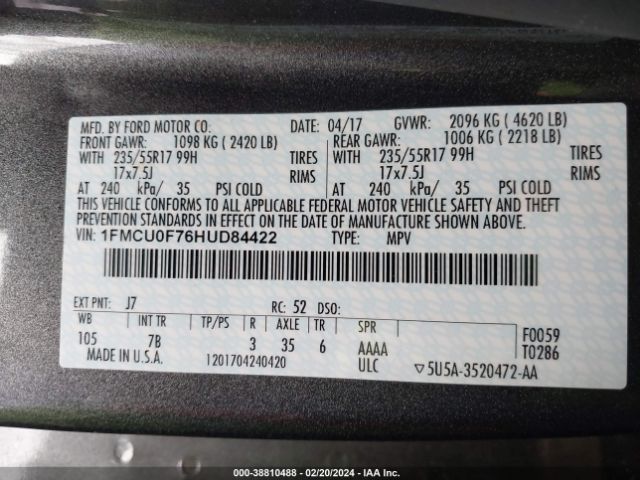 MFD. BY FORD MOTOR CO. DATE: 04/17 GVWR: 2096 KG ( 4620 LB)
FRONT GAWR: 1098 KG ( 2420 LB) REAR GAWR: 1006 KG ( 2218 LB)
WITH 235/55R17 99H TIRES WITH 235/55R17 99H TIRES
17x7.5J RIMS 17x7.5J RIMS
AT 240 kPa/ 35 PSI COLD AT 240 kPa/ 35 PSI COLD
THIS VEHICLE CONFORMS TO ALL APPLICABLE FEDERAL MOTOR VEHICLE SAFETY AND THEFT
PREVENTION STANDARDS IN EFFECT ON THE DATE OF MANUFACTURE SHOWN ABOVE.
VIN: 1FMCU0F76HUD84422 TYPE: MPV
EXT PNT: J7 RC: 52 DSO:
WB INT TR TP/PS R AXLE TR SPR
105 7B 3 35 6 AAAA
F0059
T0286
MADE IN U.S.A. 1201704240420 ULC ▽5U5A-3520472-AA
000-38810488 - 02/20/2024 - IAA Inc.